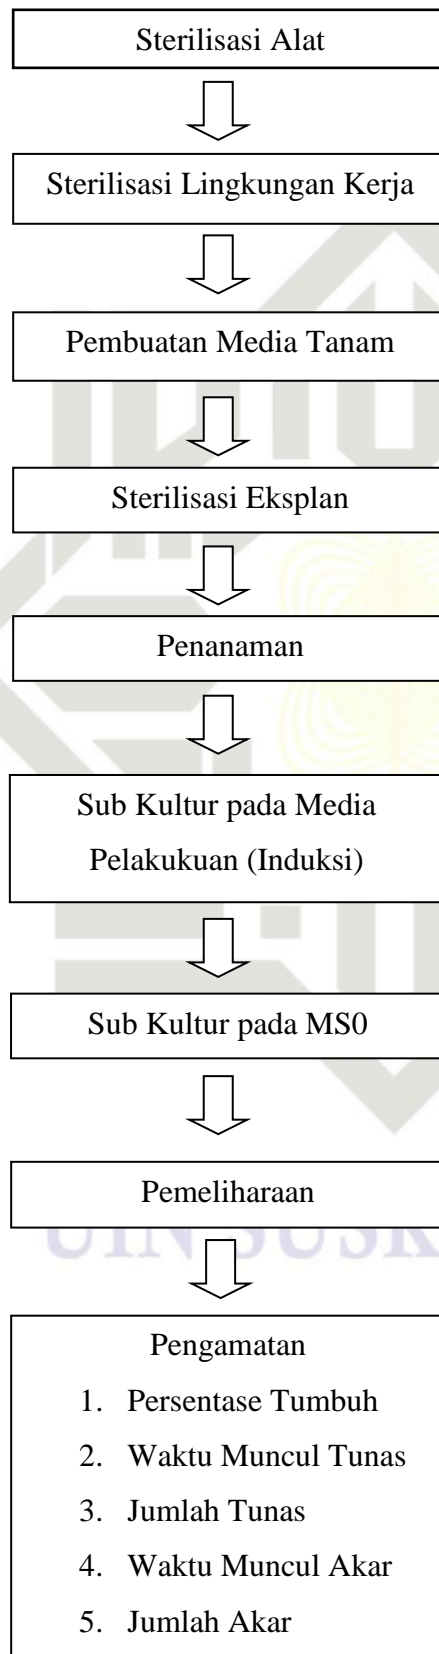 Sterilisasi Alat
Sterilisasi Lingkungan Kerja
Pembuatan Media Tanam
Sterilisasi Eksplan
Penanaman
Sub Kultur pada Media
Pelakukuan (Induksi)
Sub Kultur pada MS0
Pemeliharaan
UIN SUSK
Pengamatan
1. Persentase Tumbuh
2. Waktu Muncul Tunas
3. Jumlah Tunas
4. Waktu Muncul Akar
5. Jumlah Akar